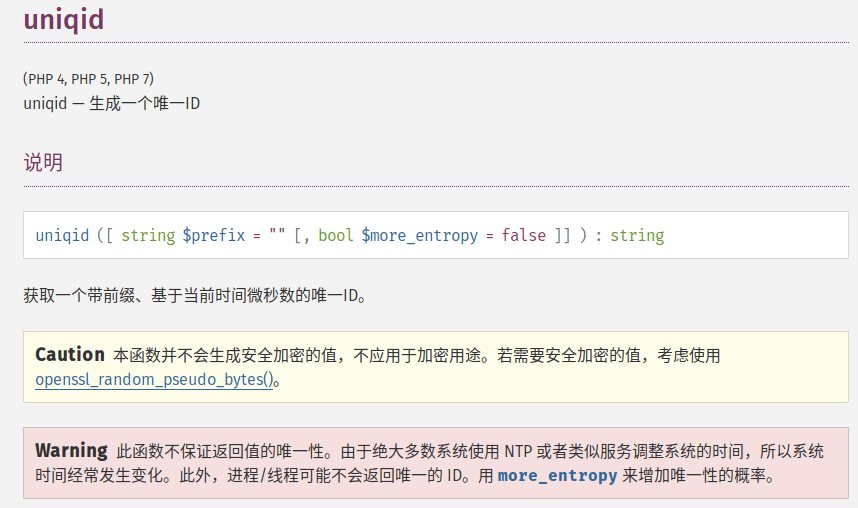 uniqid
(PHP 4, PHP 5, PHP 7)
uniqid — 生成一个唯一ID
说明
uniqid ([ string $prefix = "" [, bool $more_entropy = false ]] ) : string
获取一个带前缀、基于当前时间微秒数的唯一ID。
Caution 本函数并不会生成安全加密的值，不应用于加密用途。若需要安全加密的值，考虑使用
openssl_random_pseudo_bytes()。
Warning 此函数不保证返回值的唯一性。由于绝大多数系统使用 NTP 或者类似服务调整系统的时间，所以系统
时间经常发生变化。此外，进程/线程可能不会返回唯一的 ID。用 more_entropy 来增加唯一性的概率。